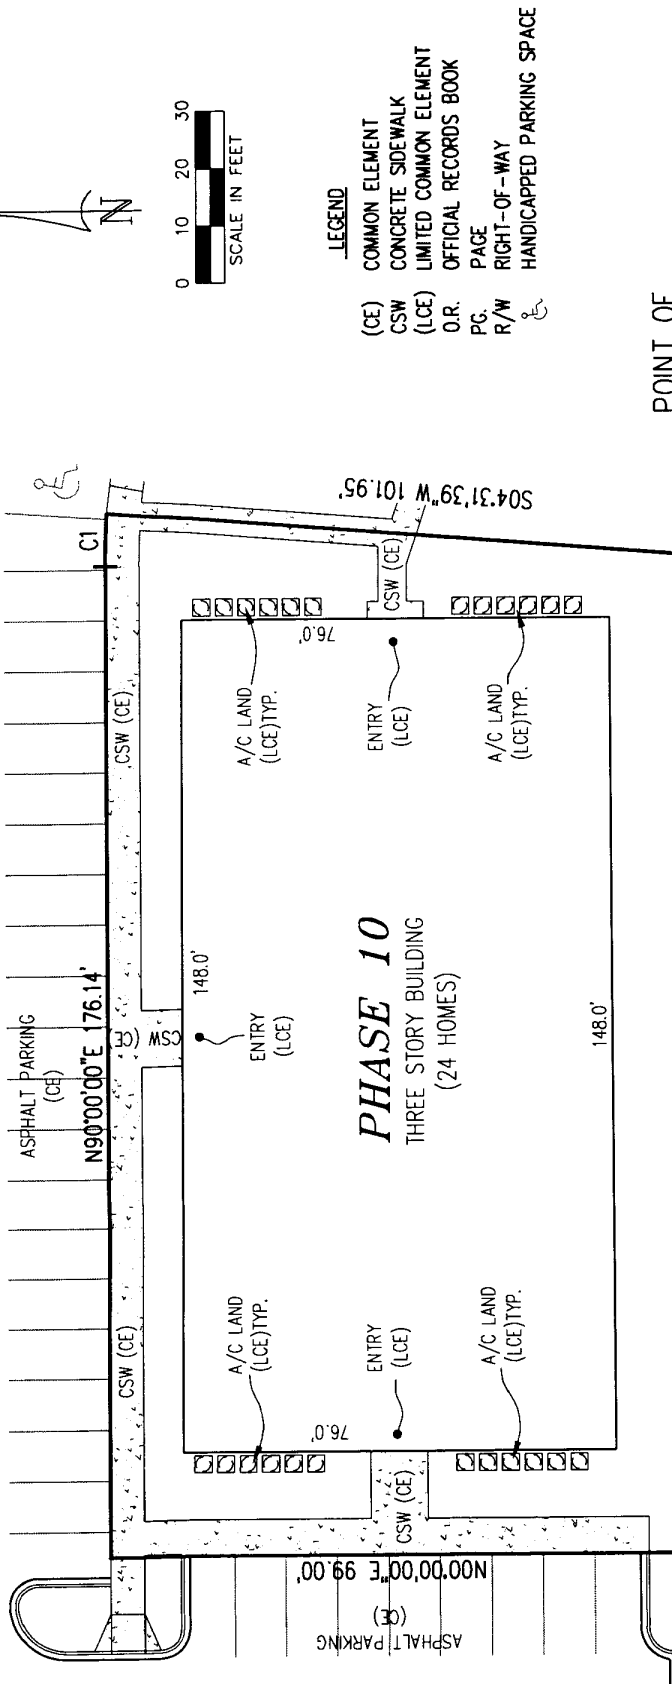 N
0 10 20 30
SCALE IN FEET
LEGEND
(CE) COMMON ELEMENT
CSW CONCRETE SIDEWALK
(LCE) LIMITED COMMON ELEMENT
O.R. OFFICIAL RECORDS BOOK
PG. PAGE
R/W RIGHT-OF-WAY
HANDICAPPED PARKING SPACE
POINT OF
ASPHALT PARKING
(CE)
N90°00'00"E 176.14'
C1
CSW (CE)
CSW (CE)
CSW (CE)
148.0'
ENTRY
(LCE)
A/C LAND
(LCE)TYP.
A/C LAND
(LCE)TYP.
76.0'
76.0'
PHASE 10
THREE STORY BUILDING
(24 HOMES)
ENTRY
(LCE)
ENTRY
(LCE)
CSW (CE)
CSW (CE)
A/C LAND
(LCE)TYP.
A/C LAND
(LCE)TYP.
148.0'
S04°31'39"W 101.95'
N00°00'00"E 99.00'
ASPHALT PARKING
(CE)